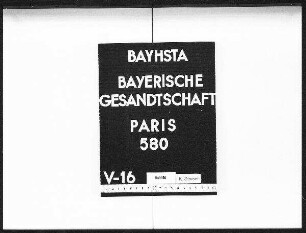 BAYHSTA
BAYERISCHE
GESANDTSCHAFT
PARIS
580
V-16